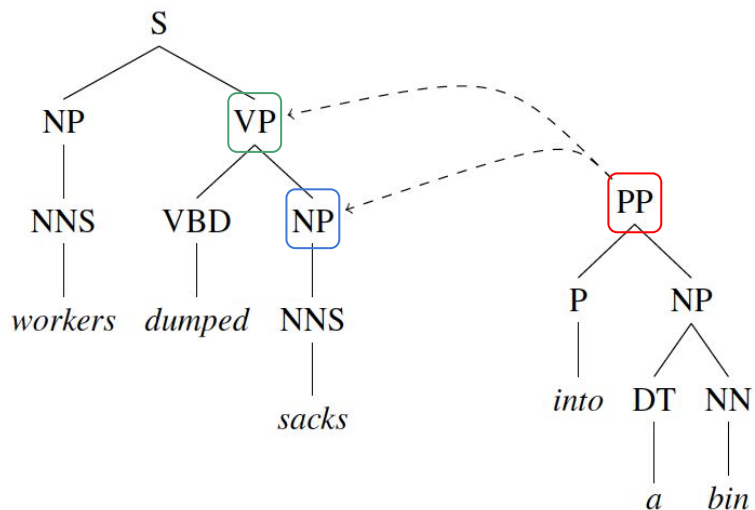 S
NP VP
NNS VBD NP PP
workers dumped NNS P NP
sacks into DT NN
a bin